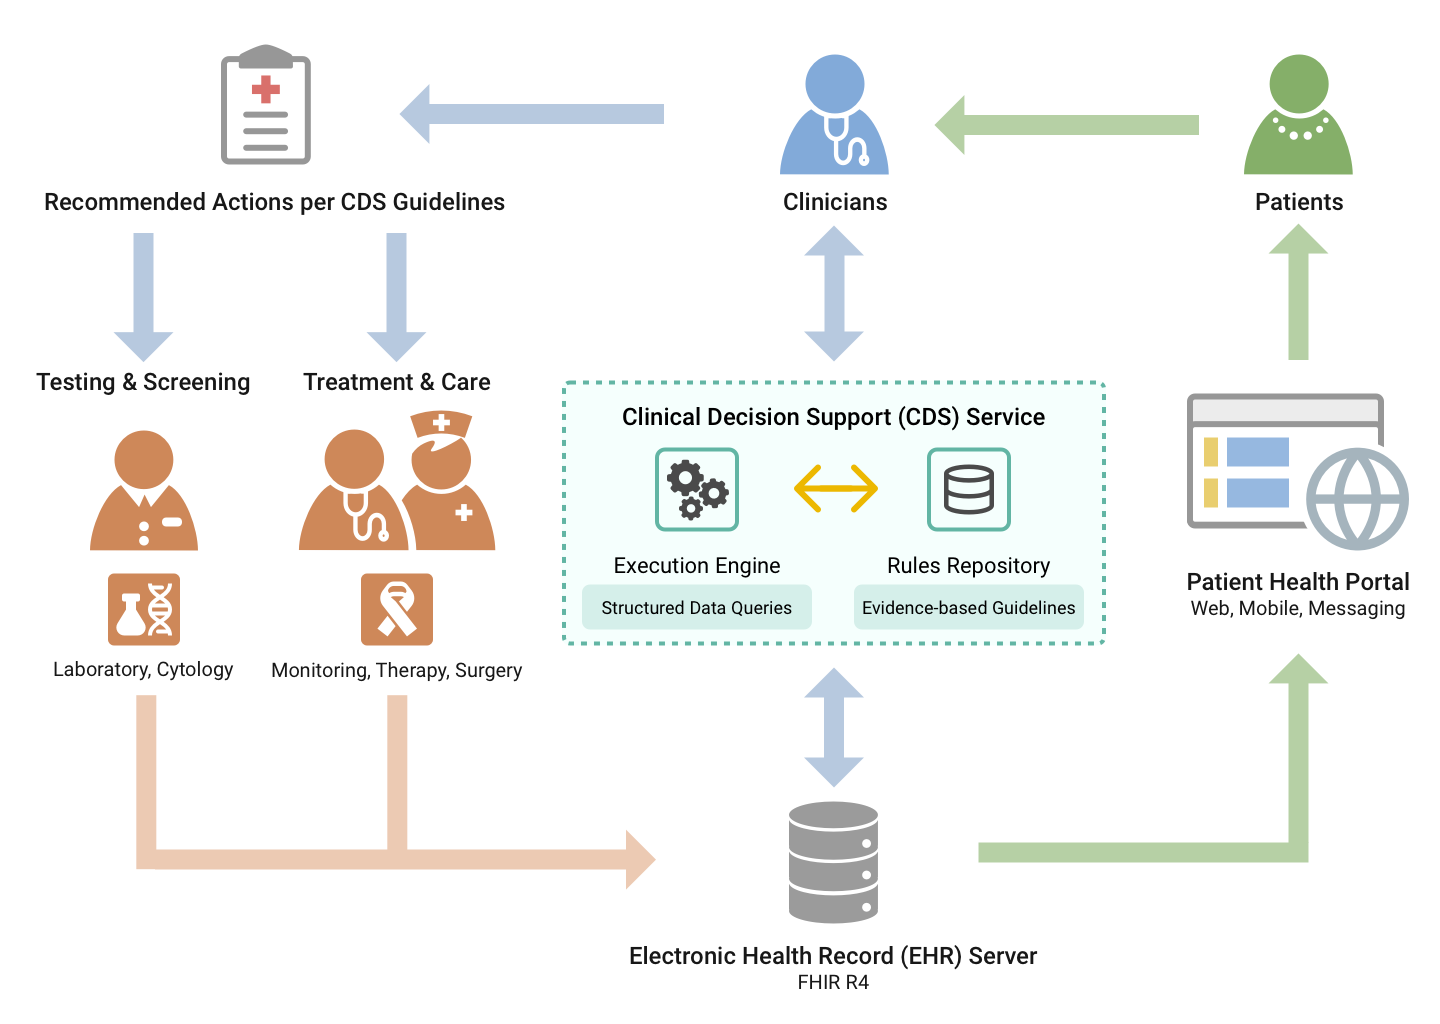 Recommended Actions per CDS Guidelines
Clinicians
Patients
Testing & Screening
Treatment & Care
Clinical Decision Support (CDS) Service
Execution Engine
Rules Repository
Structured Data Queries
Evidence-based Guidelines
Patient Health Portal
Web, Mobile, Messaging
Laboratory, Cytology
Monitoring, Therapy, Surgery
Electronic Health Record (EHR) Server
FHIR R4